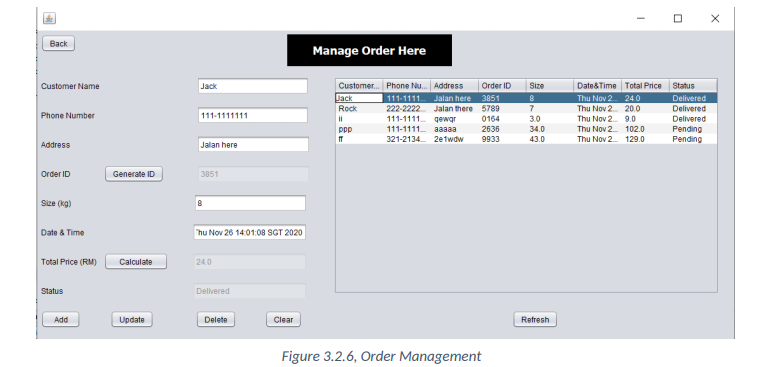 Back
Manage Order Here
Customer Name Jack
Phone Number 111-1111111
Address Jalan here
Order ID Generate ID 3851
Size (kg) 8
Date & Time Thu Nov 26 14:01:08 SGT 2020
Total Price (RM) Calculate 24.0
Status Delivered
Add Update Delete Clear
Customer... Phone Nu... Address Order ID Size Date&Time Total Price Status
Jack 111-1111... Jalan here 3851 8 Thu Nov 2... 24.0 Delivered
Rock 222-2222... Jalan there 5789 7 Thu Nov 2... 20.0 Delivered
ii 111-1111... qewqr 0164 3.0 Thu Nov 2... 9.0 Delivered
ppp 111-1111... aaaaa 2636 34.0 Thu Nov 2... 102.0 Pending
ff 321-2134... 2e1wdw 9933 43.0 Thu Nov 2... 129.0 Pending
Refresh
Figure 3.2.6, Order Management